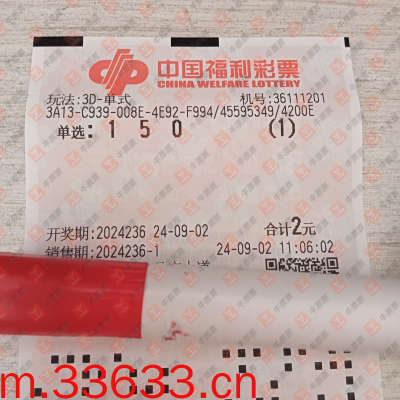 中国福利彩票
CHINA WELFARE LOTTERY
玩法:3D-单式 机号:36111201
3A13-C939-008E-4E92-F994/45595349/4200E
单选: 1 5 0 (1)
开奖期:2024236 24-09-02 合计2元
销售期:2024236-1 24-09-02 11:06:02
m.33633.cn